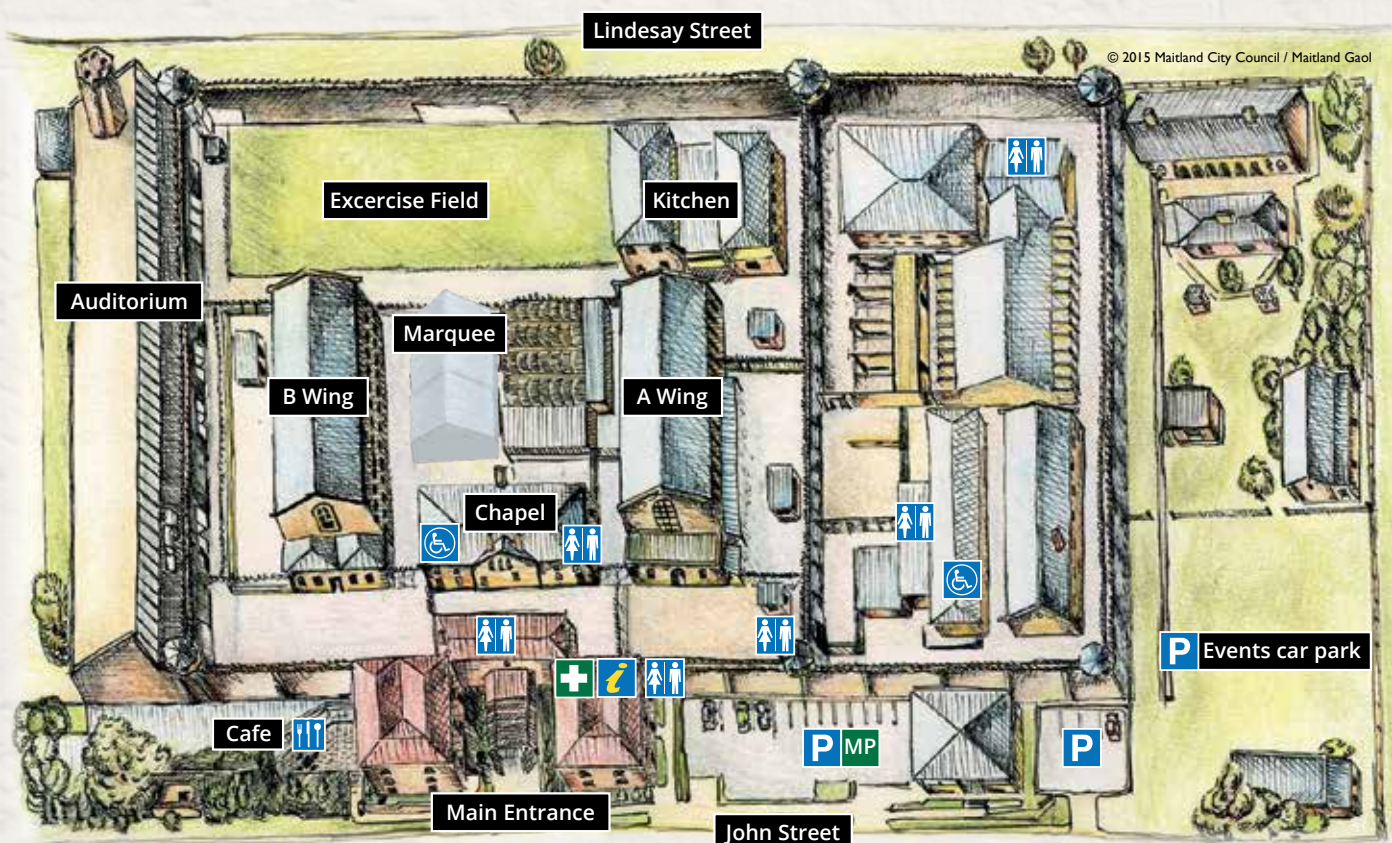 Lindesay Street
© 2015 Maitland City Council / Maitland Gaol
Excercise Field
Kitchen
Auditorium
Marquee
B Wing
A Wing
Chapel
i
P Events car park
Cafe
P MP
P
Main Entrance
John Street